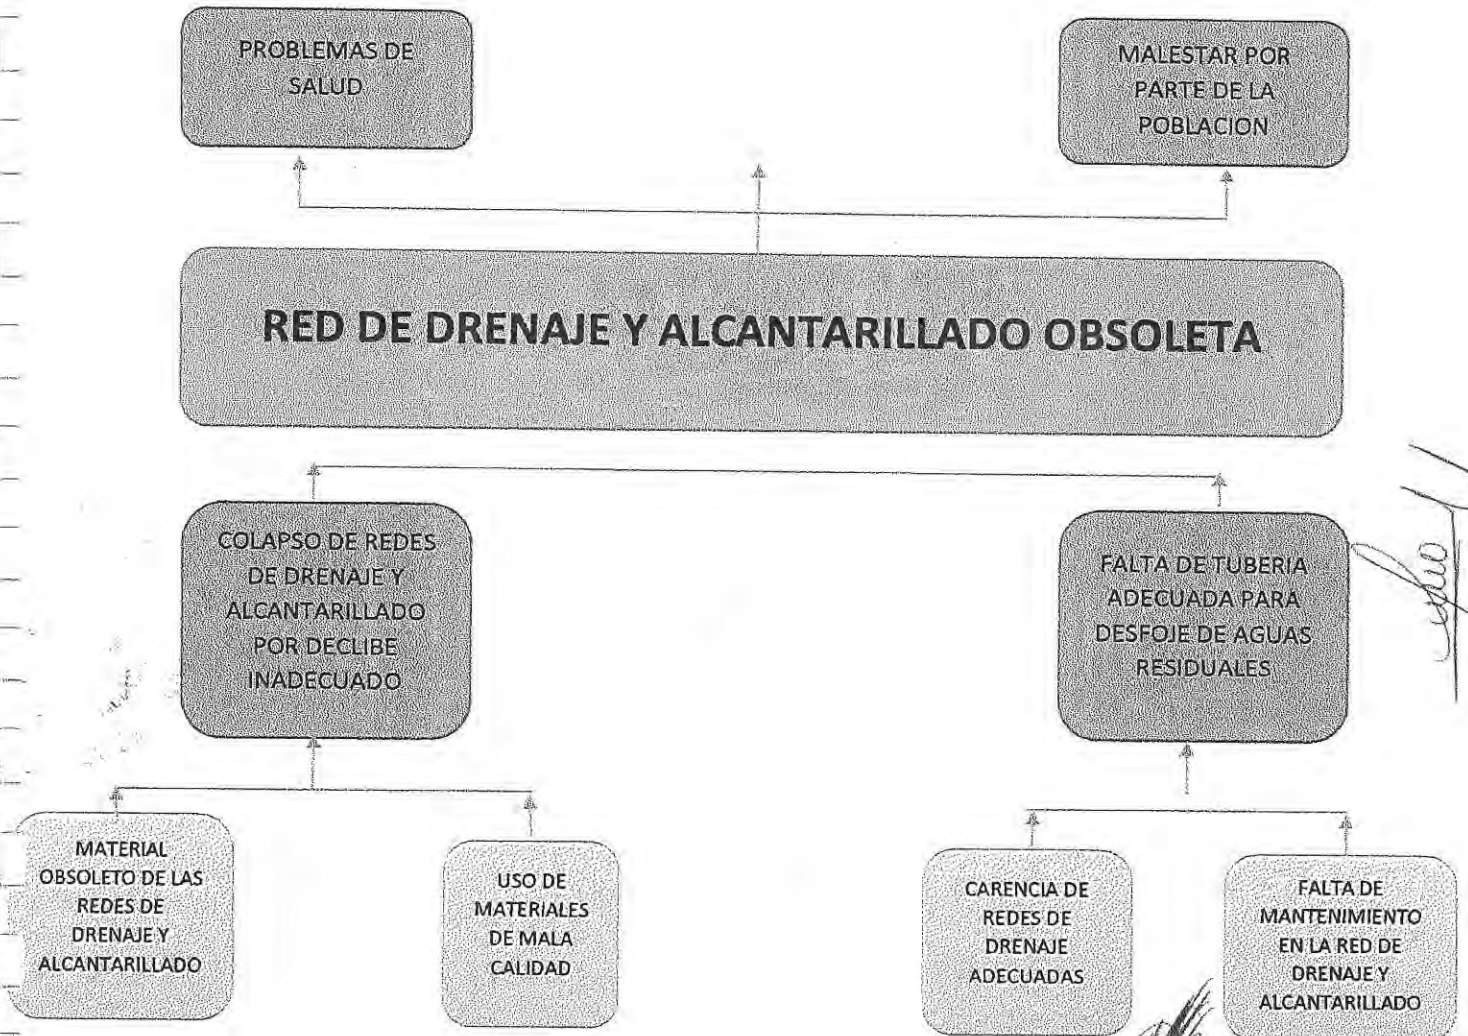 PROBLEMAS DE
SALUD
MALESTAR POR
PARTE DE LA
POBLACION
RED DE DRENAJE Y ALCANTARILLADO OBSOLETA
COLAPSO DE REDES
DE DRENAJE Y
ALCANTARILLADO
POR DECLIBE
INADECUADO
FALTA DE TUBERIA
ADECUADA PARA
DESFOJE DE AGUAS
RESIDUALES
MATERIAL
OBSOLETO DE LAS
REDES DE
DRENAJE Y
ALCANTARILLADO
USO DE
MATERIALES
DE MALA
CALIDAD
CARENCIA DE
REDES DE
DRENAJE
ADECUADAS
FALTA DE
MANTENIMIENTO
EN LA RED DE
DRENAJE Y
ALCANTARILLADO